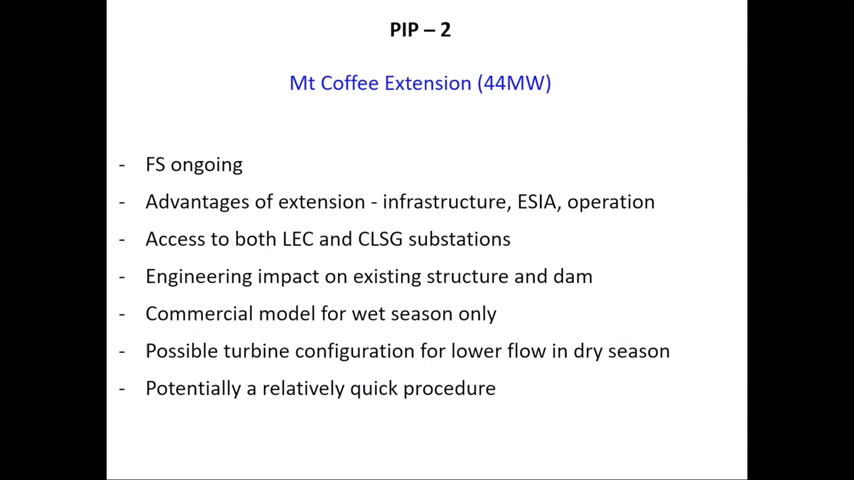 PIP – 2
Mt Coffee Extension (44MW)
- FS ongoing
- Advantages of extension - infrastructure, ESIA, operation
- Access to both LEC and CLSG substations
- Engineering impact on existing structure and dam
- Commercial model for wet season only
- Possible turbine configuration for lower flow in dry season
- Potentially a relatively quick procedure